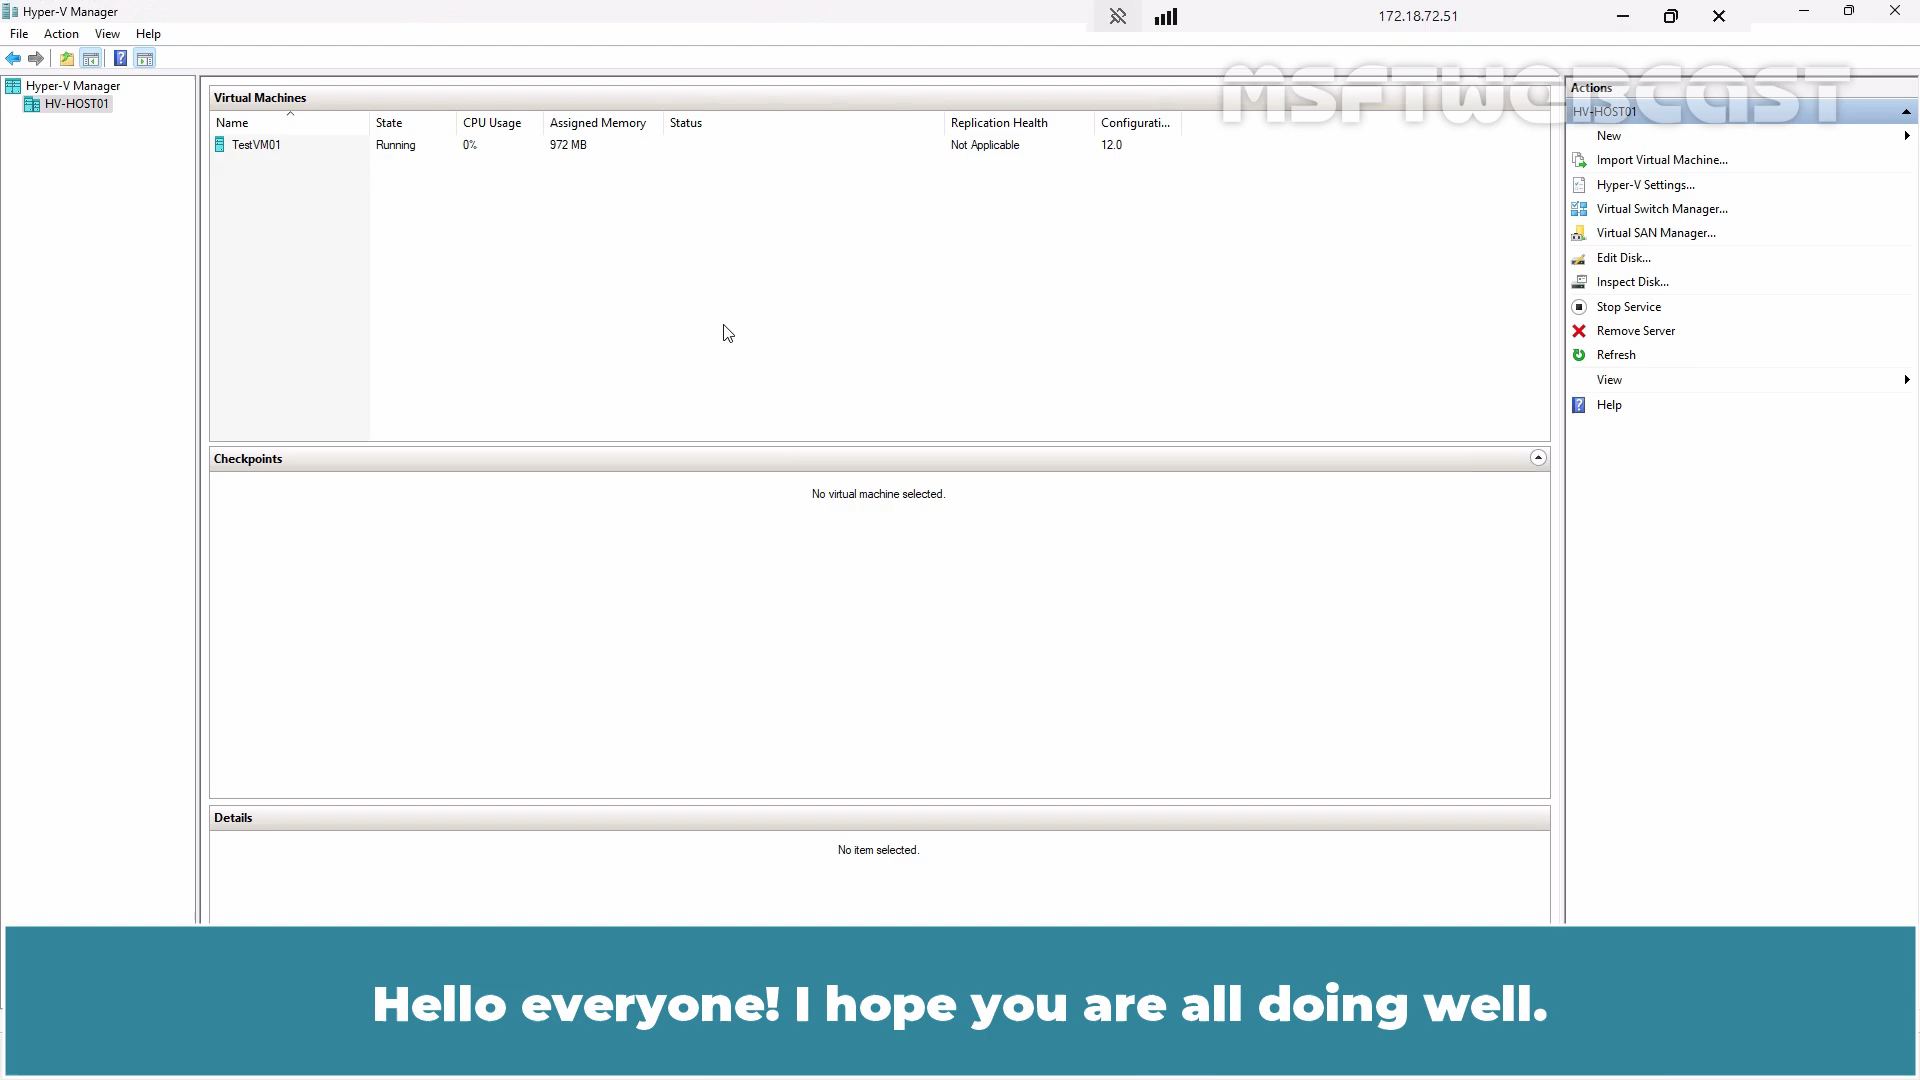 Hyper-V Manager
172.18.72.51
File Action View Help
MSFTWEBCAST
Hyper-V Manager
HV-HOST01
Virtual Machines
Name State CPU Usage Assigned Memory Status Replication Health Configurati...
TestVM01 Running 0% 972 MB Not Applicable 12.0
Checkpoints
No virtual machine selected.
Details
No item selected.
Actions
HV-HOST01
New
Import Virtual Machine...
Hyper-V Settings...
Virtual Switch Manager...
Virtual SAN Manager...
Edit Disk...
Inspect Disk...
Stop Service
Remove Server
Refresh
View
Help
Hello everyone! I hope you are all doing well.